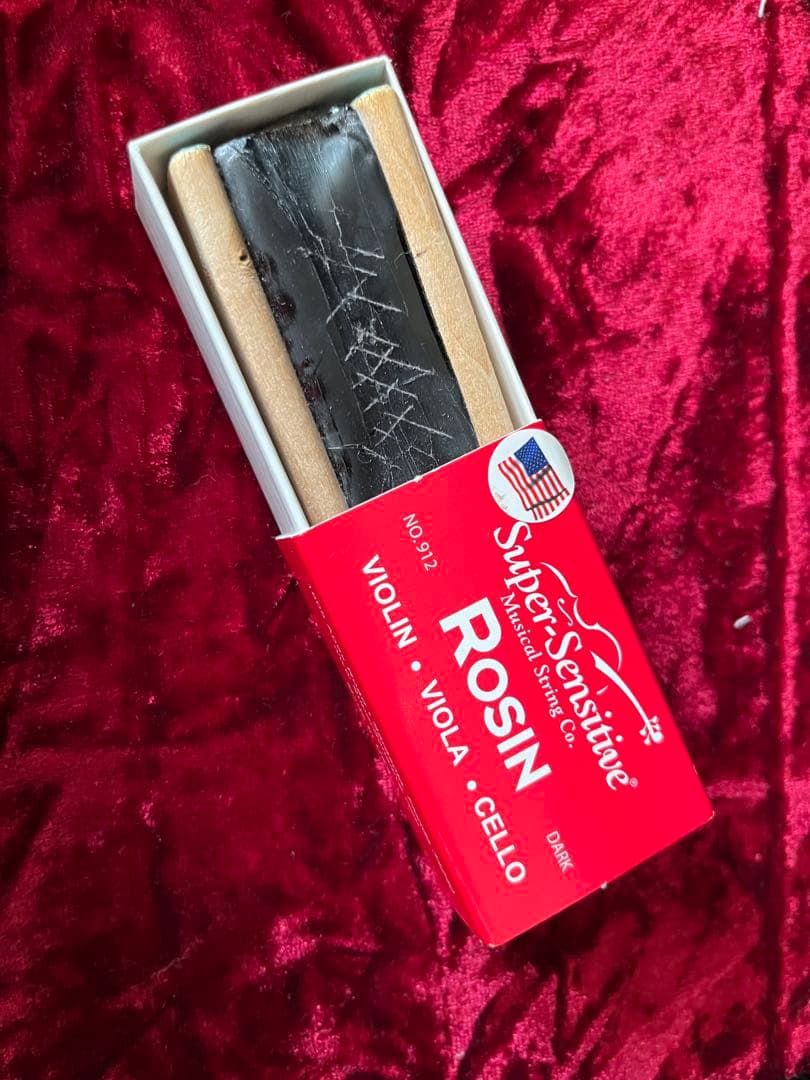 Super-Sensitive®
Musical String Co.
NO.912
ROSIN
VIOLIN • VIOLA • CELLO
DARK